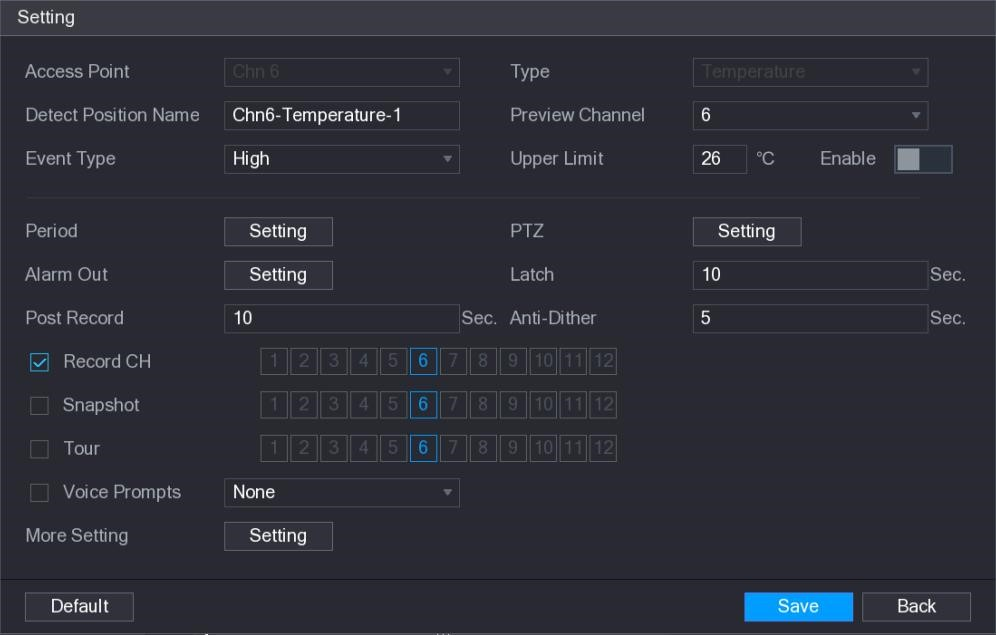 Setting
Access Point Chn 6 Type Temperature
Detect Position Name Chn6-Temperature-1 Preview Channel 6
Event Type High Upper Limit 26 °C Enable
Period Setting PTZ Setting
Alarm Out Setting Latch 10 Sec.
Post Record 10 Sec. Anti-Dither 5 Sec.
Record CH 1 2 3 4 5 6 7 8 9 10 11 12
Snapshot 1 2 3 4 5 6 7 8 9 10 11 12
Tour 1 2 3 4 5 6 7 8 9 10 11 12
Voice Prompts None
More Setting Setting
Default Save Back